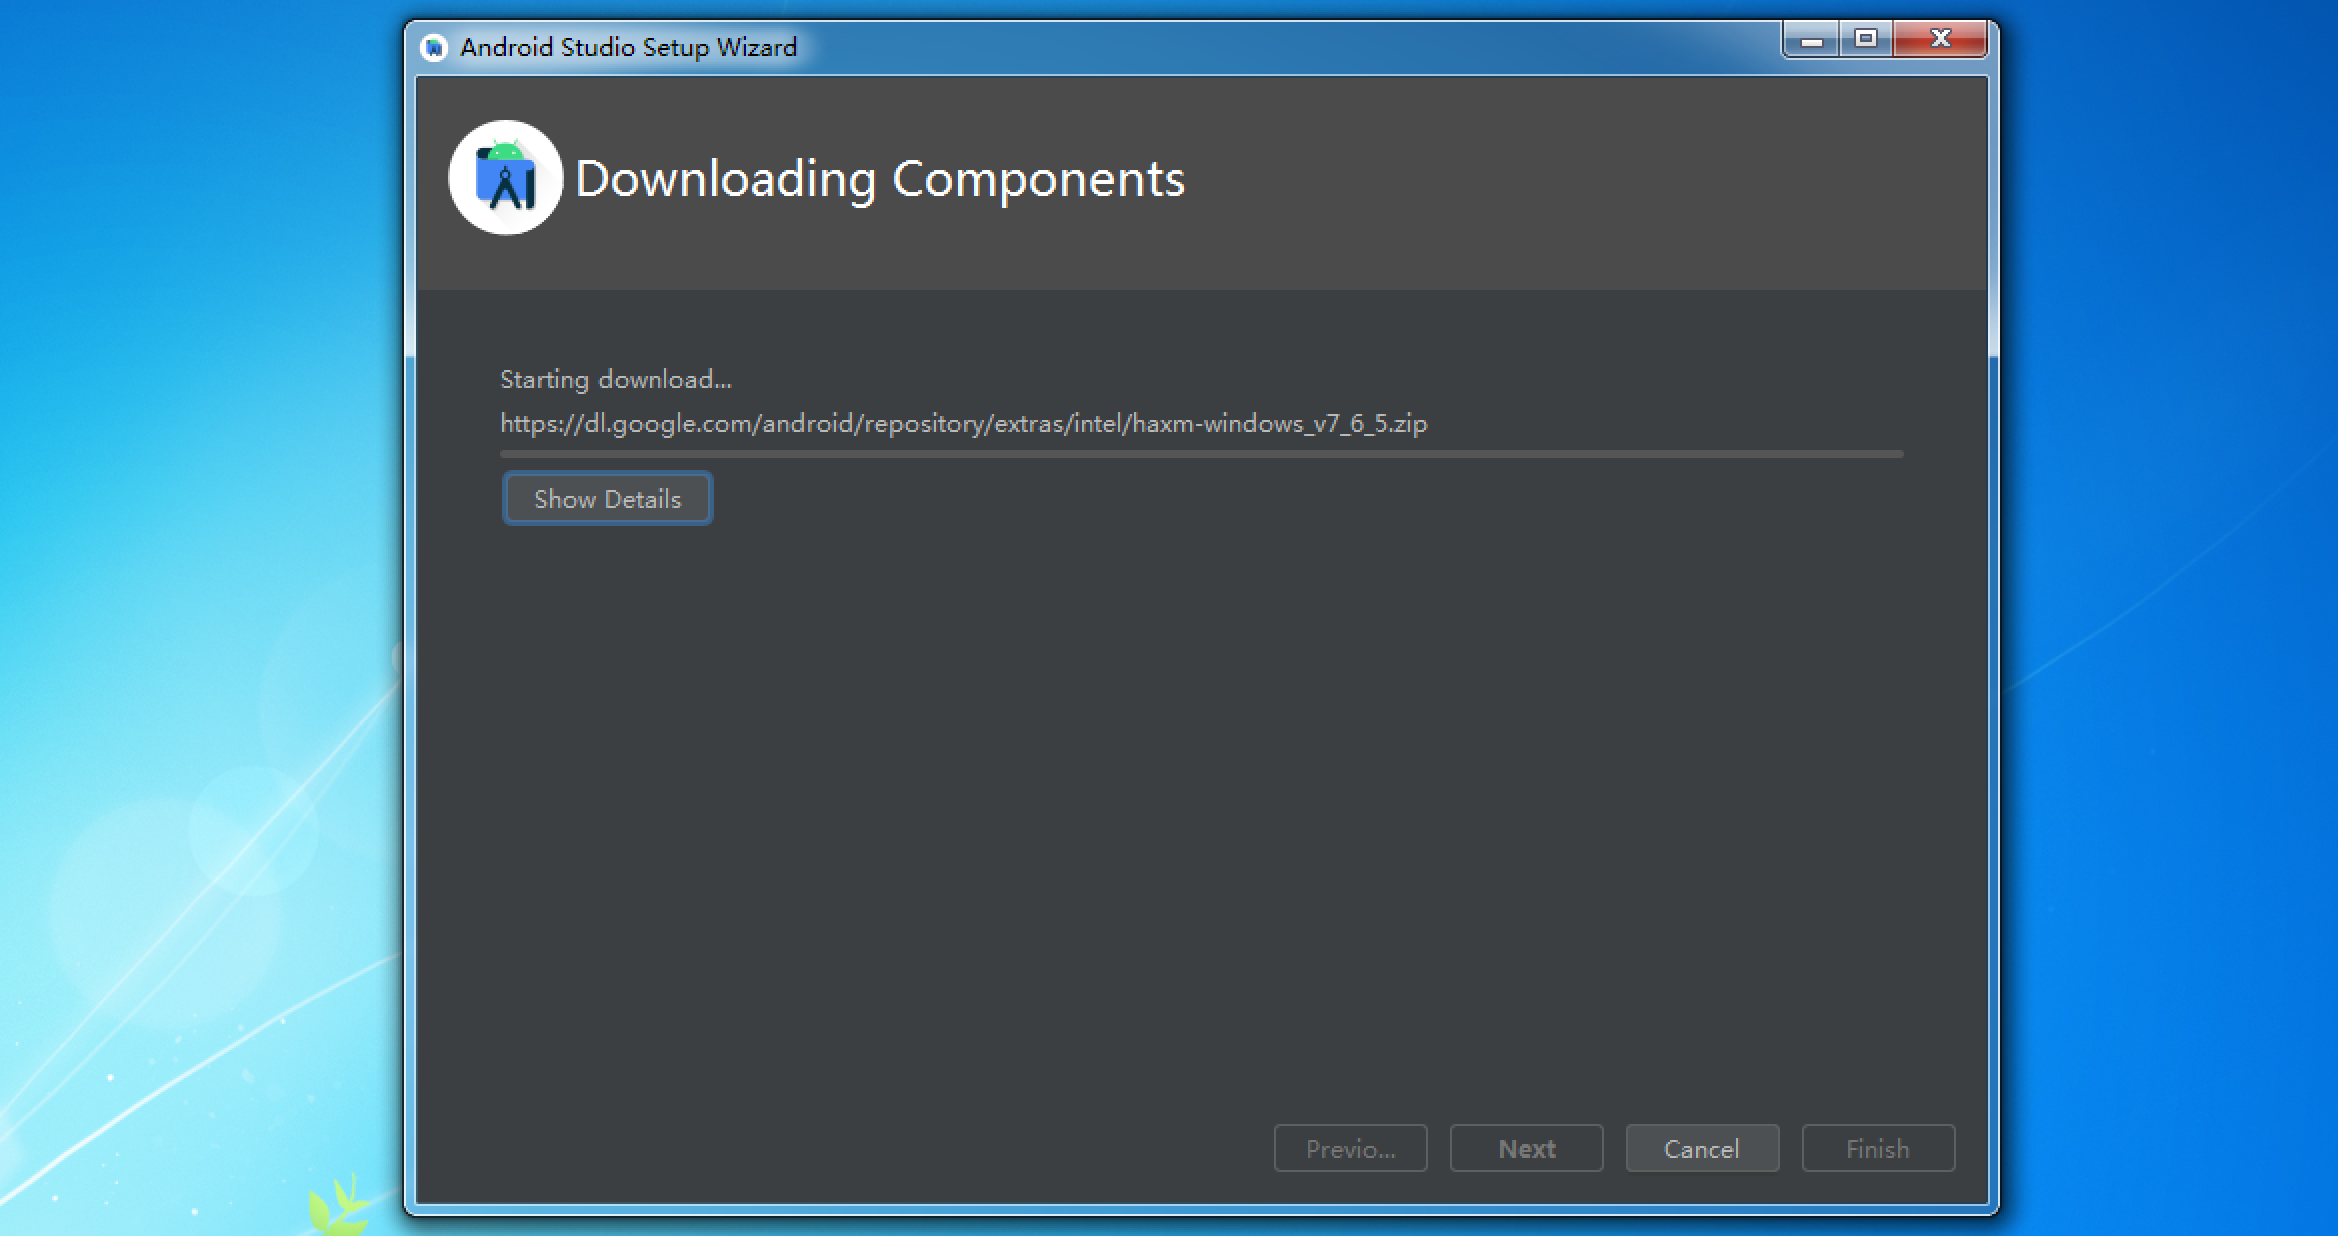 Android Studio Setup Wizard
Downloading Components
Starting download...
https://dl.google.com/android/repository/extras/intel/haxm-windows_v7_6_5.zip
Show Details
Previo...
Next
Cancel
Finish